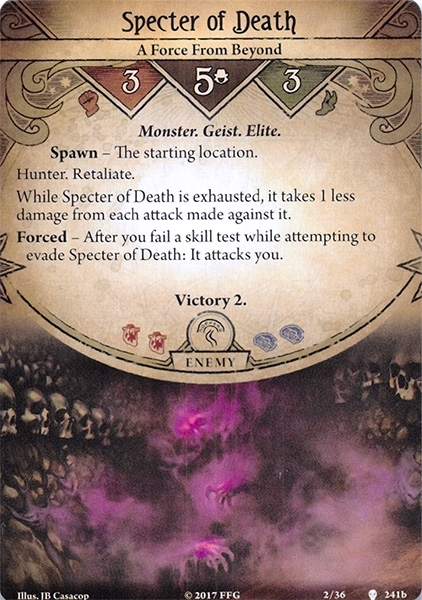 Specter of Death
A Force From Beyond
3 5 3
Monster. Geist. Elite.
Spawn – The starting location.
Hunter. Retaliate.
While Specter of Death is exhausted, it takes 1 less
damage from each attack made against it.
Forced – After you fail a skill test while attempting to
evade Specter of Death: It attacks you.
Victory 2.
ENEMY
Illus. JB Casacop © 2017 FFG 2/36 241b